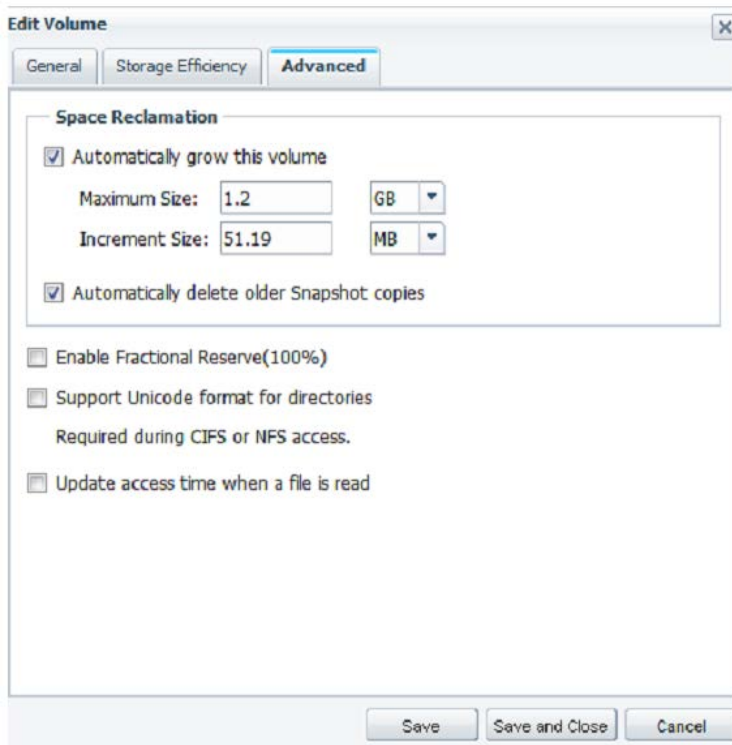 Edit Volume
General Storage Efficiency Advanced
Space Reclamation
Automatically grow this volume
Maximum Size: 1.2 GB
Increment Size: 51.19 MB
Automatically delete older Snapshot copies
Enable Fractional Reserve(100%)
Support Unicode format for directories
Required during CIFS or NFS access.
Update access time when a file is read
Save Save and Close Cancel